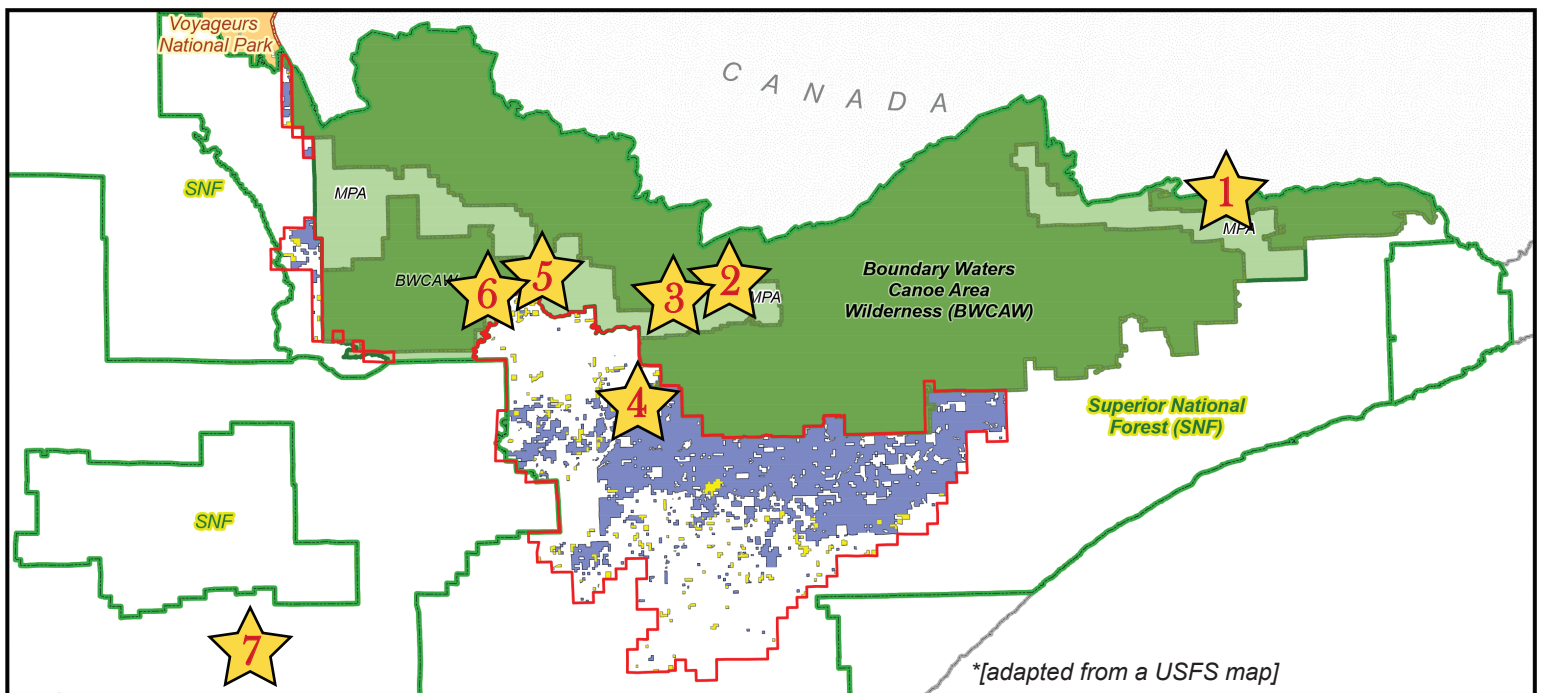 Voyageurs
National Park
CANADA
SNF
MPA
1
MPA
BWCAW
6
5
3
2
MPA
Boundary Waters
Canoe Area
Wilderness (BWCAW)
4
Superior National
Forest (SNF)
SNF
7
*[adapted from a USFS map]